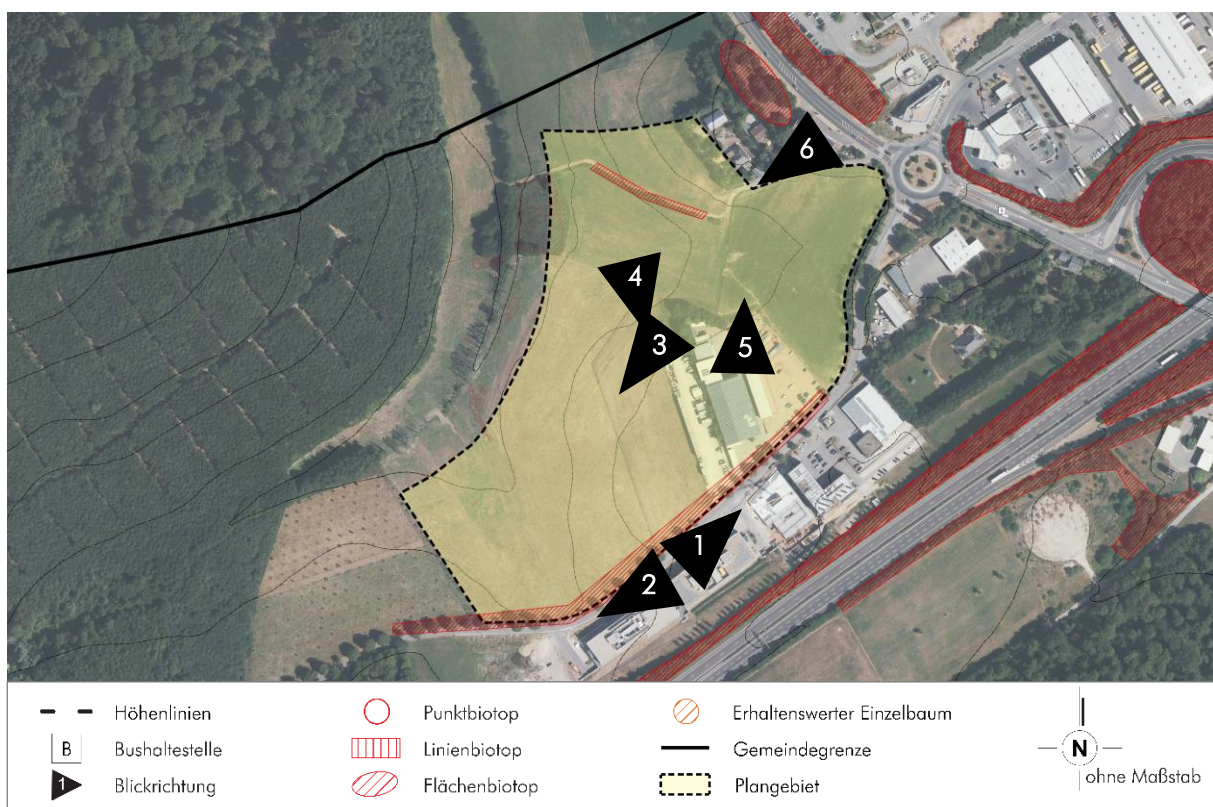 6
4
3
5
1
2
Höhenlinien
Punktbiotop
Erhaltenswerter Einzelbaum
B
Bushaltestelle
Linienbiotop
Gemeindegrenze
1
Blickrichtung
Flächenbiotop
Plangebiet
N
ohne Maßstab